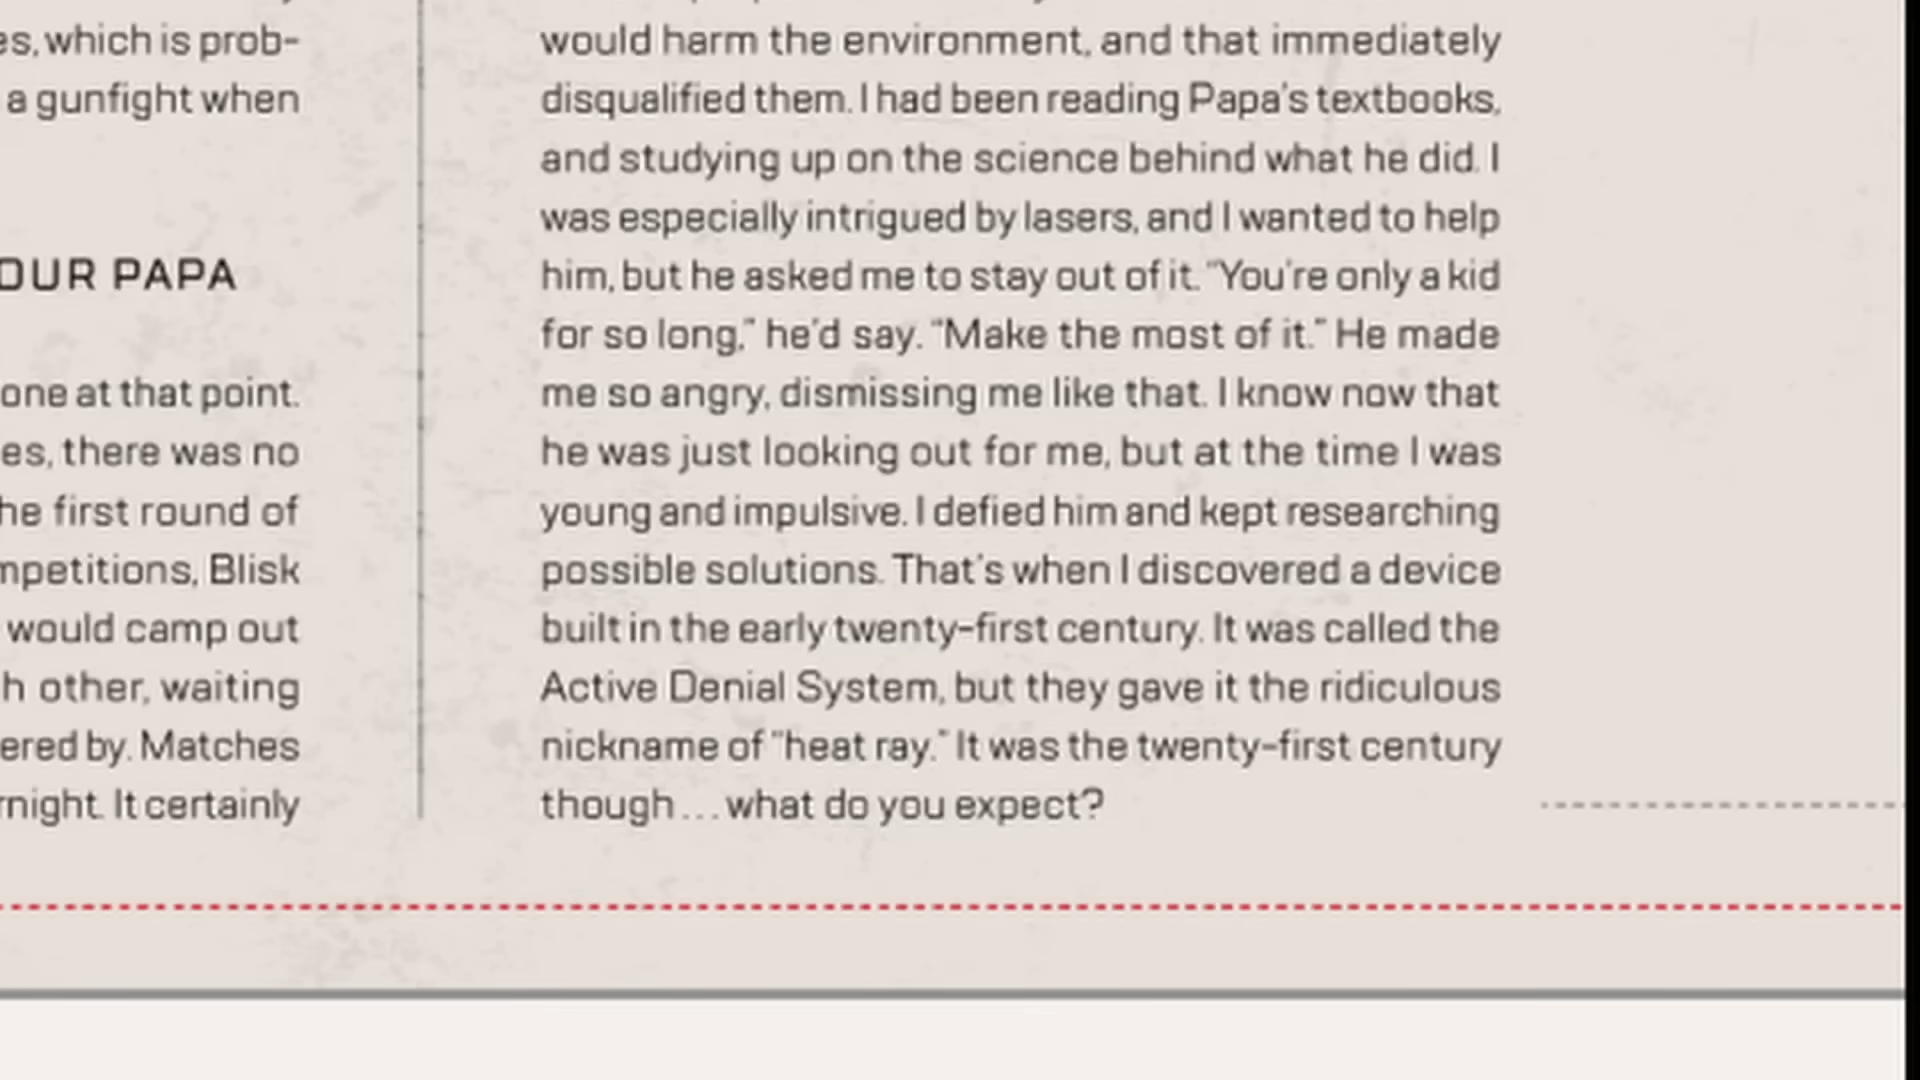 es, which is prob-
a gunfight when
OUR PAPA
one at that point.
es, there was no
he first round of
mpetitions, Blisk
would camp out
h other, waiting
ered by. Matches
rnight. It certainly
would harm the environment, and that immediately
disqualified them. I had been reading Papa's textbooks,
and studying up on the science behind what he did. I
was especially intrigued by lasers, and I wanted to help
him, but he asked me to stay out of it. "You're only a kid
for so long," he'd say. "Make the most of it." He made
me so angry, dismissing me like that. I know now that
he was just looking out for me, but at the time I was
young and impulsive. I defied him and kept researching
possible solutions. That's when I discovered a device
built in the early twenty-first century. It was called the
Active Denial System, but they gave it the ridiculous
nickname of "heat ray." It was the twenty-first century
though . . . what do you expect?